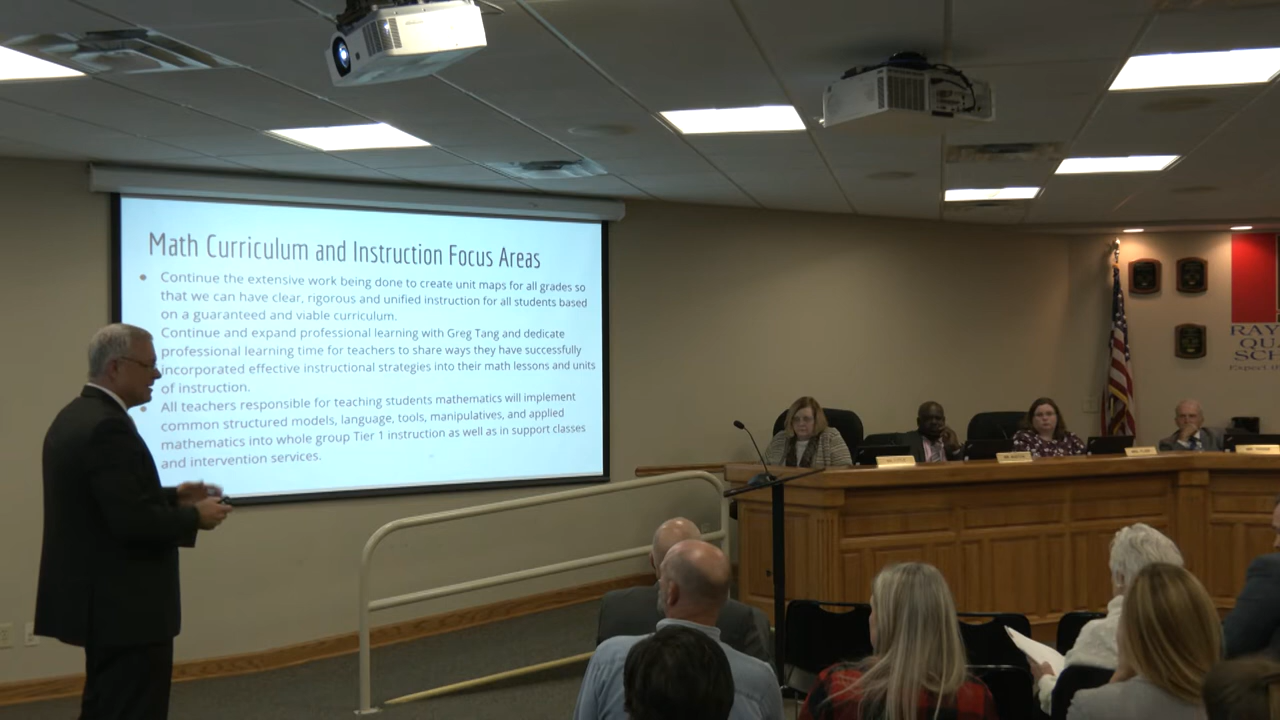 Math Curriculum and Instruction Focus Areas
• Continue the extensive work being done to create unit maps for all grades so
that we can have clear, rigorous and unified instruction for all students based
on a guaranteed and viable curriculum.
Continue and expand professional learning with Greg Tang and dedicate
professional learning time for teachers to share ways they have successfully
incorporated effective instructional strategies into their math lessons and units
of instruction.
• All teachers responsible for teaching students mathematics will implement
common structured models, language, tools, manipulatives, and applied
mathematics into whole group Tier 1 instruction as well as in support classes
and intervention services.
RAY
QU
SCH
Expect